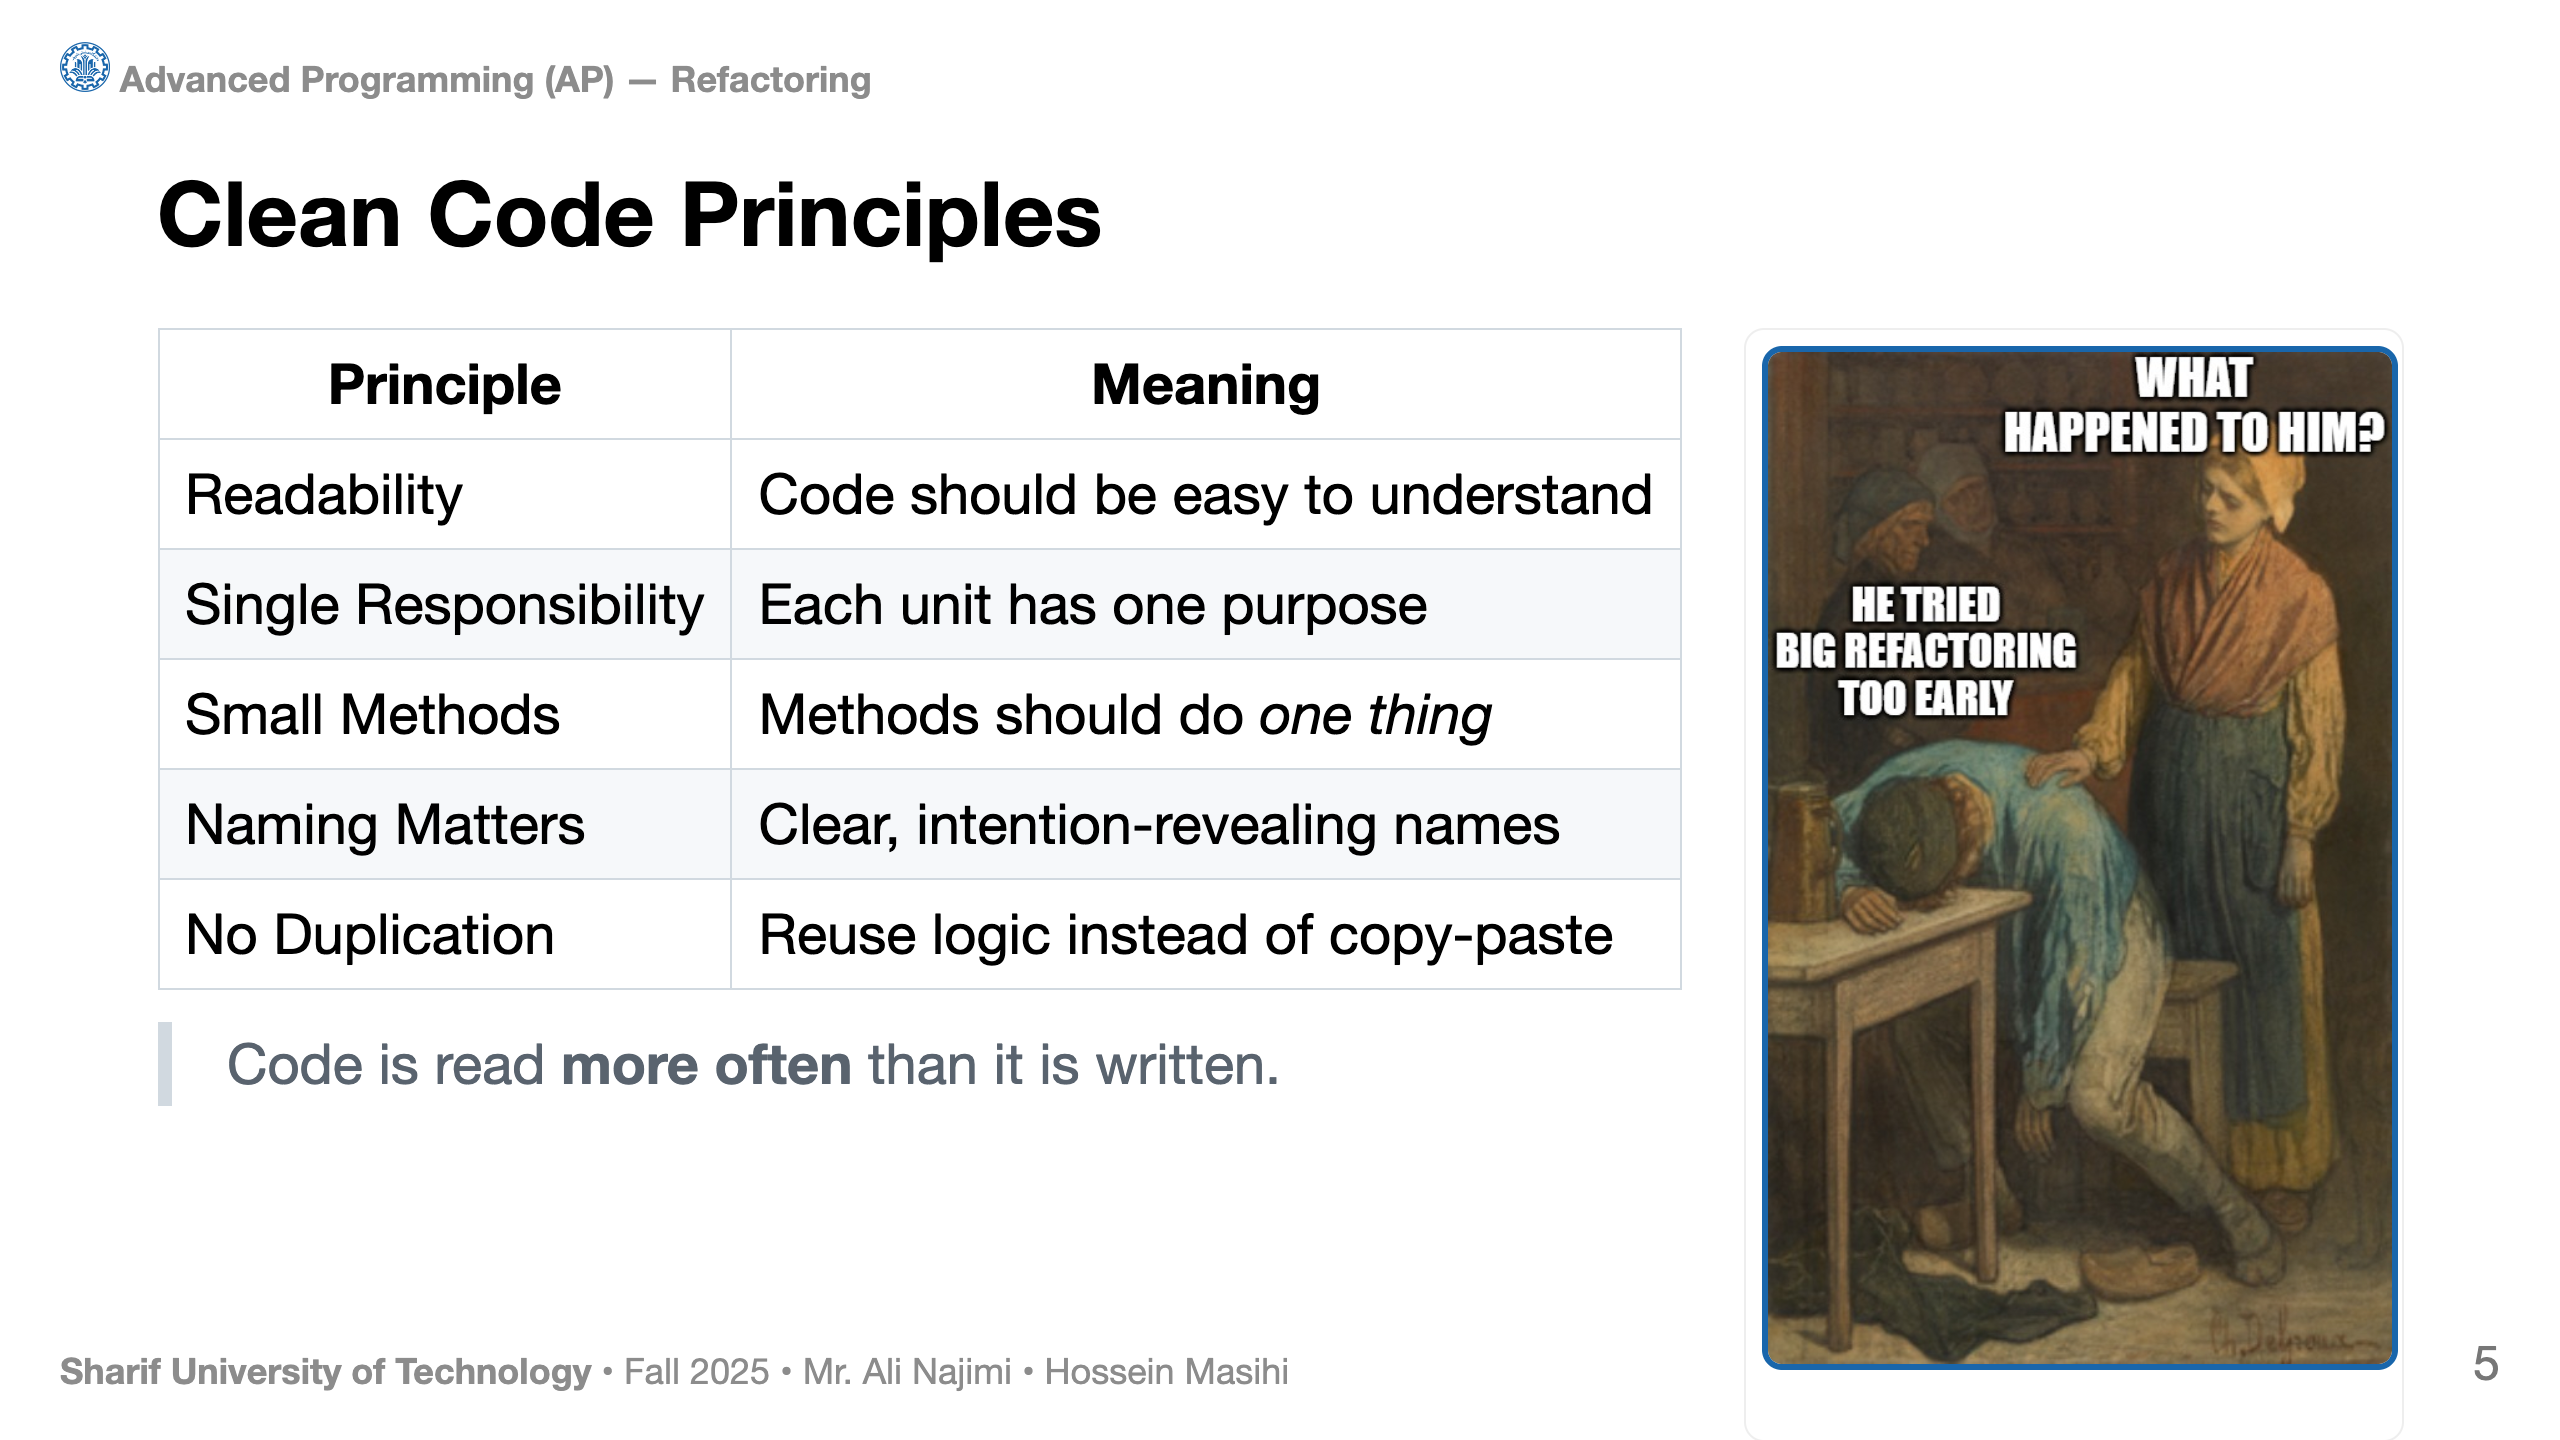 Advanced Programming (AP) — Refactoring
Clean Code Principles
Principle Meaning
Readability Code should be easy to understand
Single Responsibility Each unit has one purpose
Small Methods Methods should do one thing
Naming Matters Clear, intention-revealing names
No Duplication Reuse logic instead of copy-paste
Code is read more often than it is written.
WHAT
HAPPENED TO HIM?
HE TRIED
BIG REFACTORING
TOO EARLY
Sharif University of Technology • Fall 2025 • Mr. Ali Najimi • Hossein Masihi
5